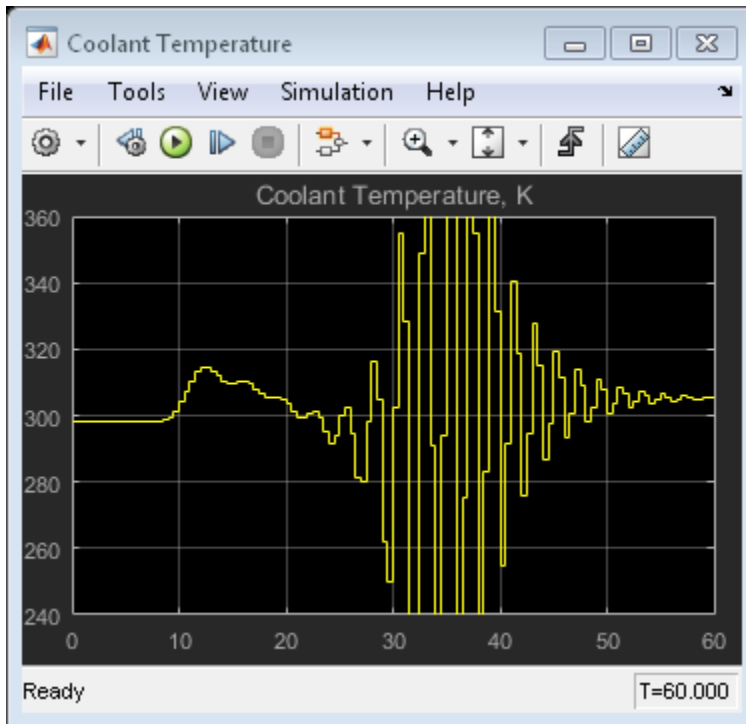 Coolant Temperature
File Tools View Simulation Help
Coolant Temperature, K
360
340
320
300
280
260
240
0 10 20 30 40 50 60
Ready T=60.000